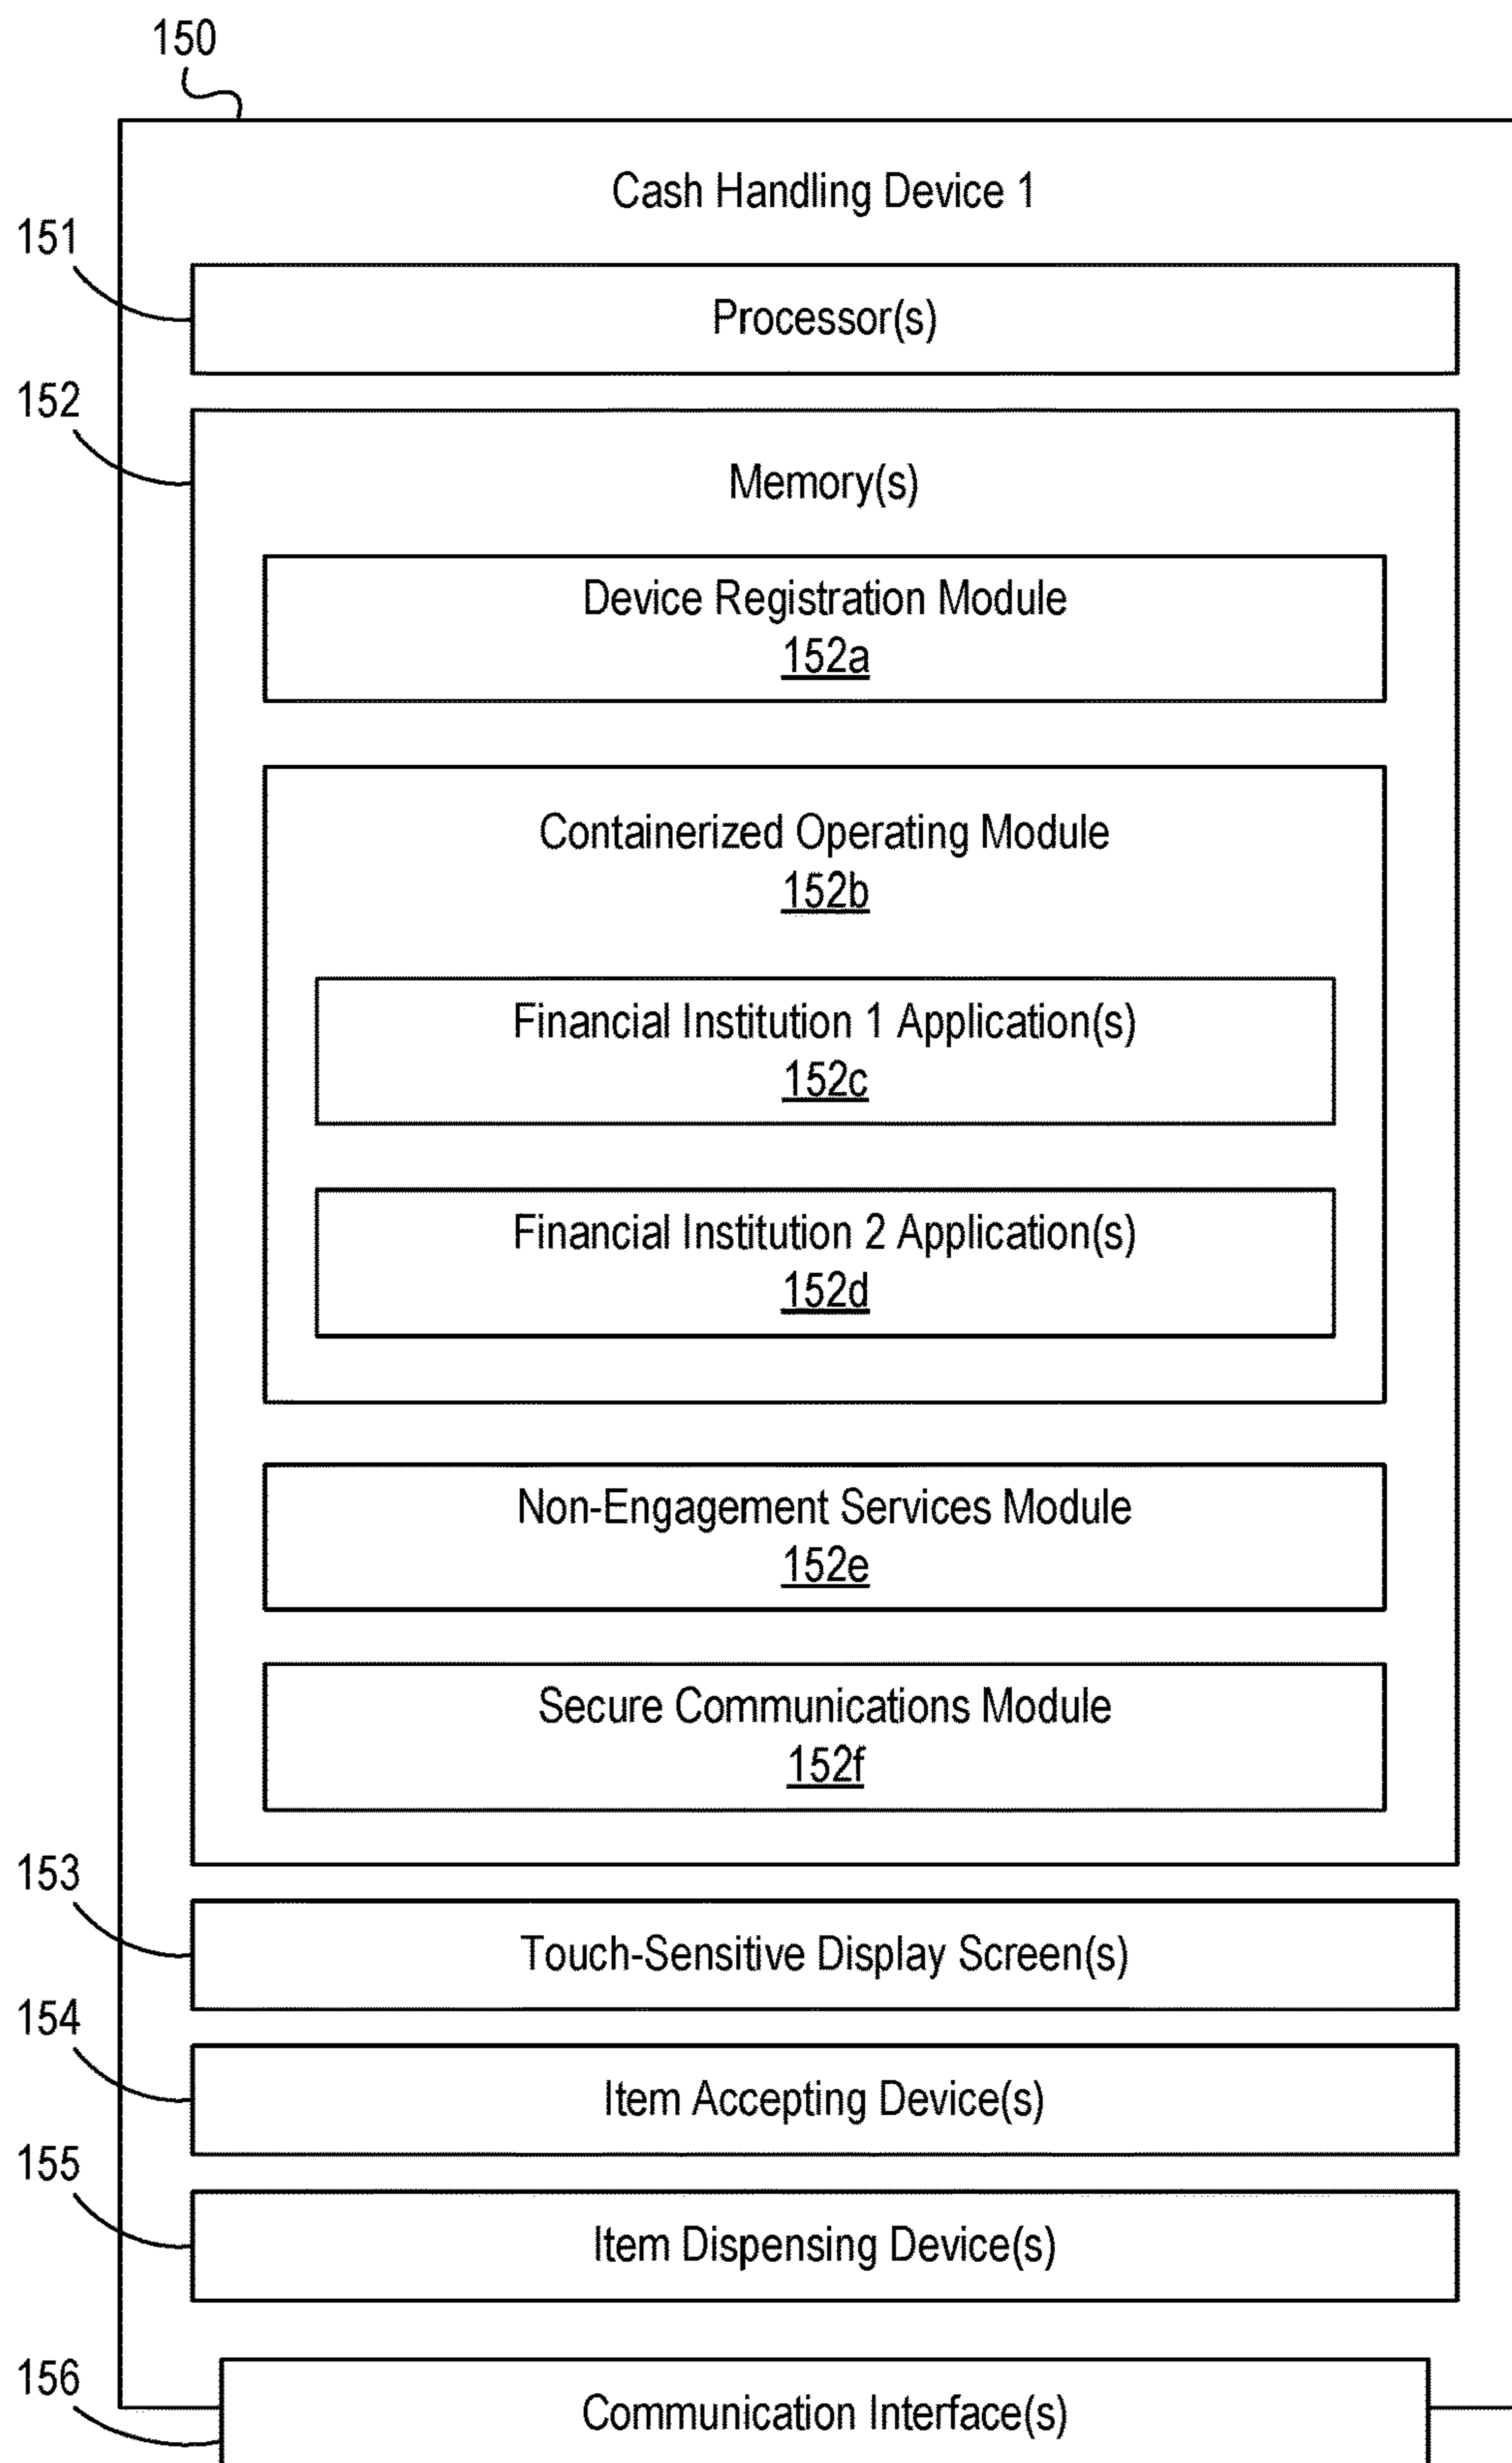 150
Cash Handling Device 1
151
Processor(s)
152
Memory(s)
Device Registration Module
152a
Containerized Operating Module
152b
Financial Institution 1 Application(s)
152c
Financial Institution 2 Application(s)
152d
Non-Engagement Services Module
152e
Secure Communications Module
152f
153
Touch-Sensitive Display Screen(s)
154
Item Accepting Device(s)
155
Item Dispensing Device(s)
156
Communication Interface(s)